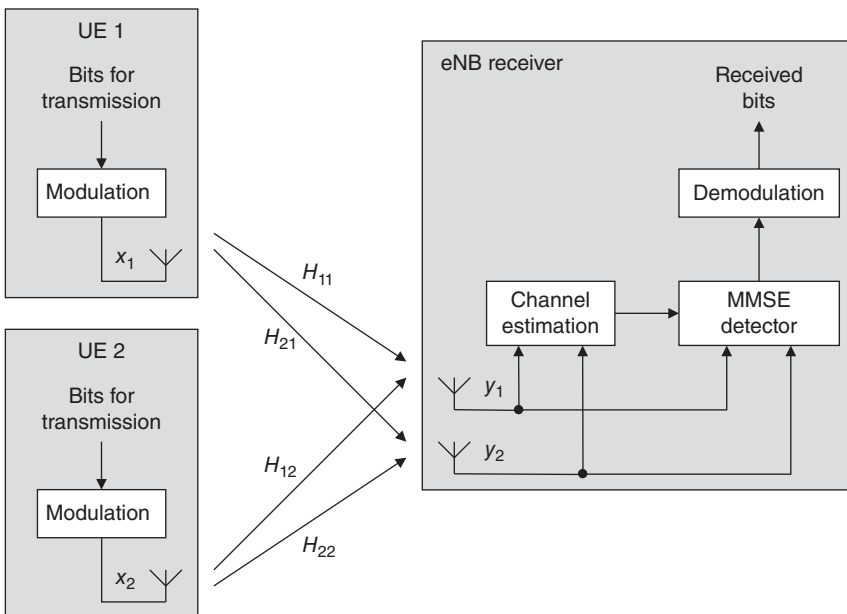 UE 1
Bits for
transmission
Modulation
x₁
UE 2
Bits for
transmission
Modulation
x₂
H₁₁
H₂₁
H₁₂
H₂₂
eNB receiver
Received
bits
Demodulation
Channel
estimation
MMSE
detector
y₁
y₂